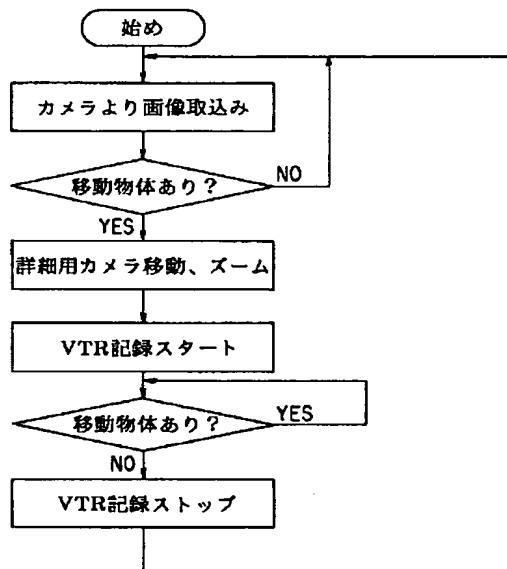 始め
カメラより画像取込み
移動物体あり?
NO
YES
詳細用カメラ移動、ズーム
VTR記録スタート
移動物体あり?
YES
NO
VTR記録ストップ